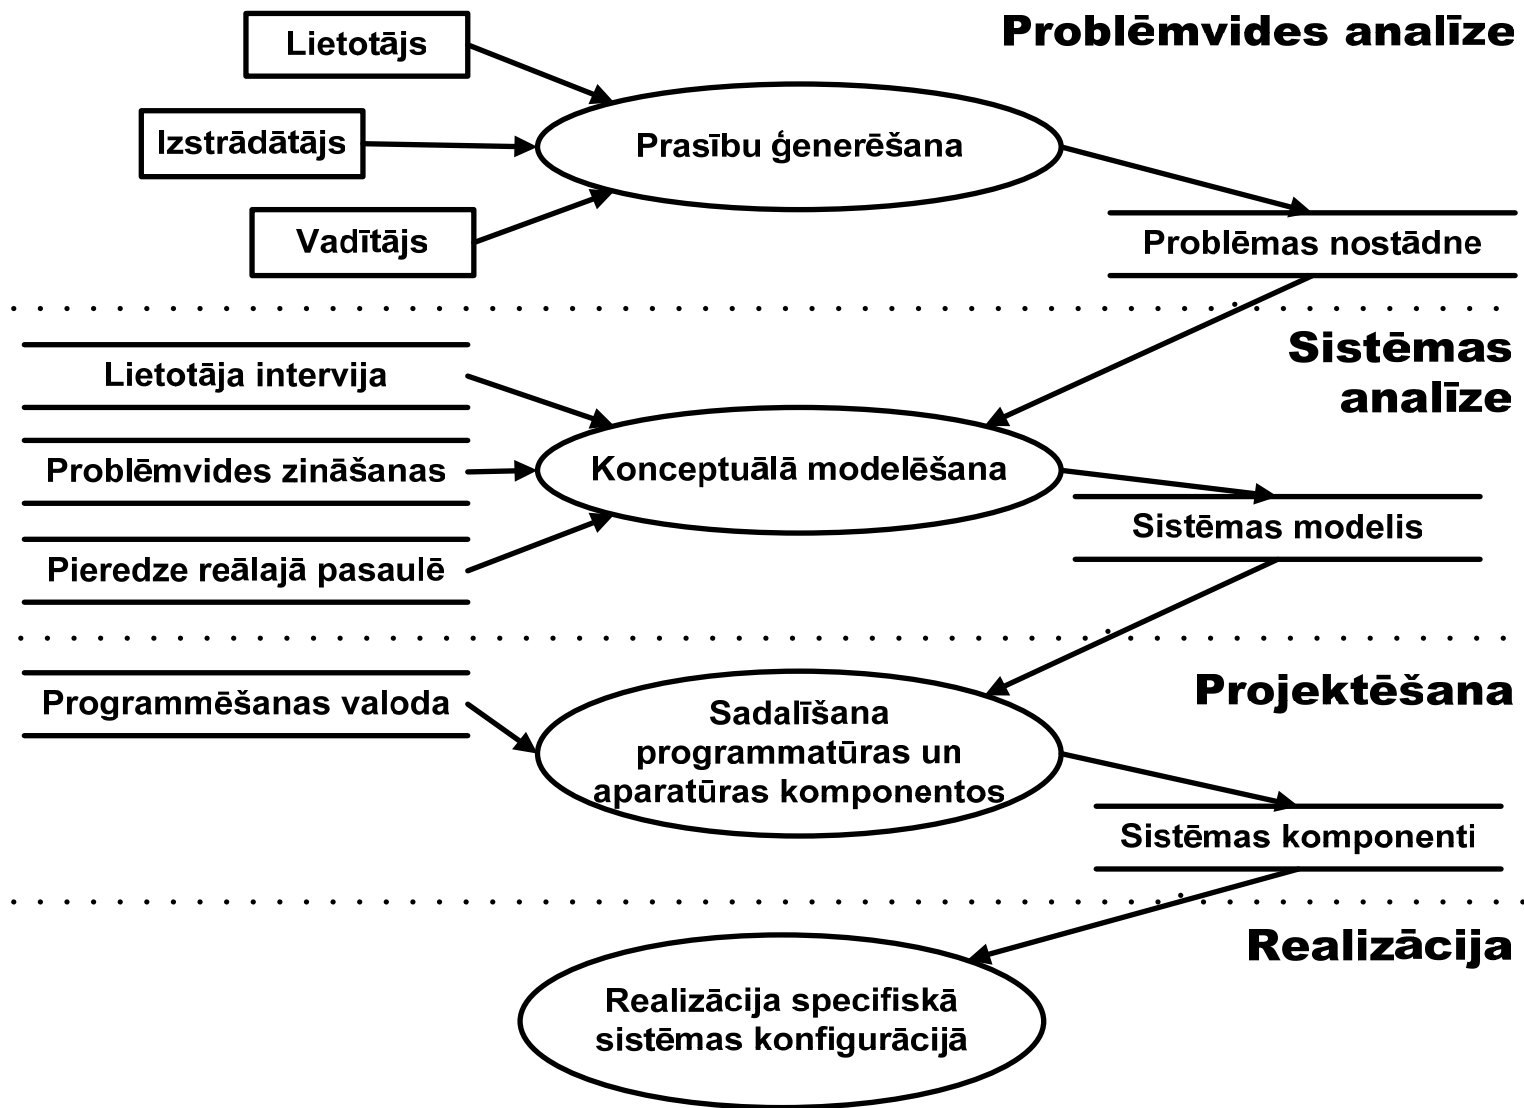 Problēmvides analīze
Lietotājs
Izstrādātājs
Vadītājs
Prasību ģenerēšana
Problēmas nostādne
Sistēmas
analīze
Lietotāja intervija
Problēmvides zināšanas
Pieredze reālajā pasaulē
Konceptuālā modelēšana
Sistēmas modelis
Projektēšana
Programmēšanas valoda
Sadalīšana
programmatūras un
aparatūras komponentos
Sistēmas komponenti
Realizācija
Realizācija specifiskā
sistēmas konfigurācijā